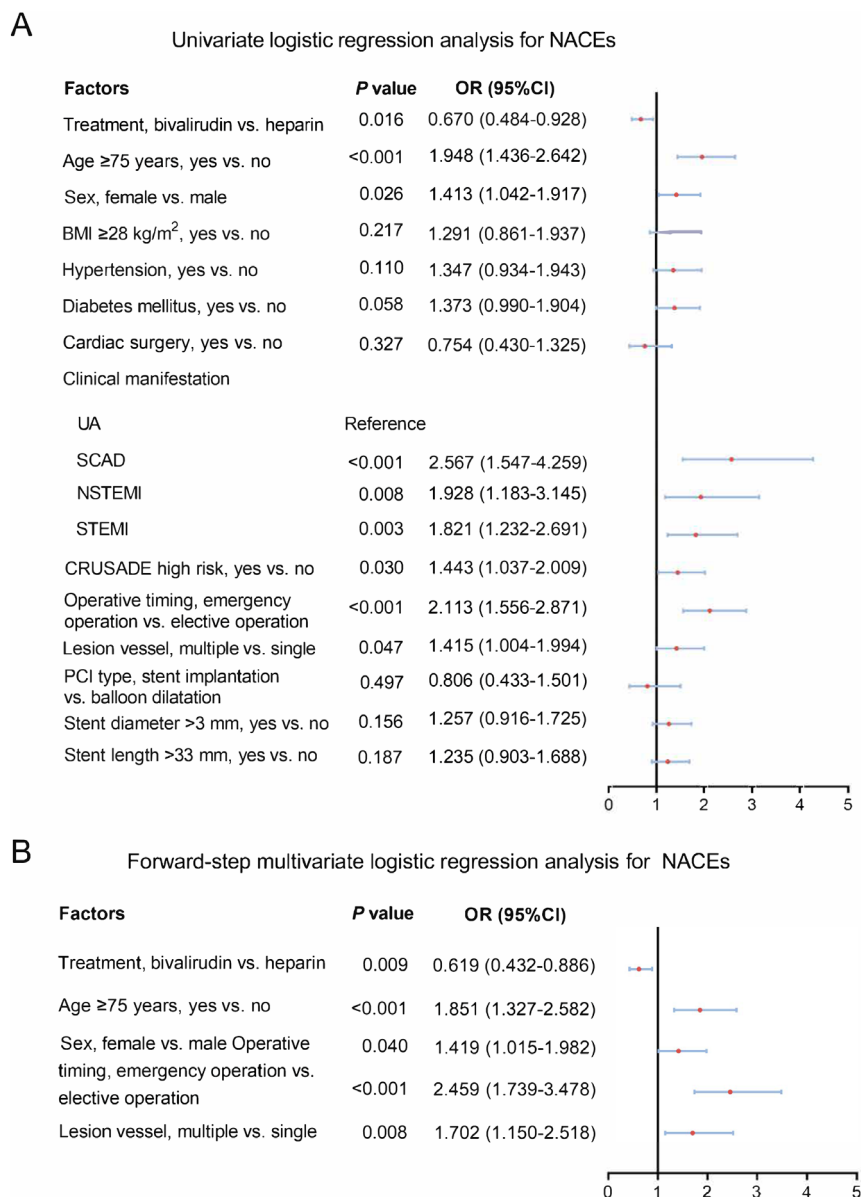 A
Univariate logistic regression analysis for NACEs
Factors P value OR (95%CI)
Treatment, bivalirudin vs. heparin 0.016 0.670 (0.484-0.928)
Age ≥75 years, yes vs. no <0.001 1.948 (1.436-2.642)
Sex, female vs. male 0.026 1.413 (1.042-1.917)
BMI ≥28 kg/m2, yes vs. no 0.217 1.291 (0.861-1.937)
Hypertension, yes vs. no 0.110 1.347 (0.934-1.943)
Diabetes mellitus, yes vs. no 0.058 1.373 (0.990-1.904)
Cardiac surgery, yes vs. no 0.327 0.754 (0.430-1.325)
Clinical manifestation
UA Reference
SCAD <0.001 2.567 (1.547-4.259)
NSTEMI 0.008 1.928 (1.183-3.145)
STEMI 0.003 1.821 (1.232-2.691)
CRUSADE high risk, yes vs. no 0.030 1.443 (1.037-2.009)
Operative timing, emergency
operation vs. elective operation <0.001 2.113 (1.556-2.871)
Lesion vessel, multiple vs. single 0.047 1.415 (1.004-1.994)
PCI type, stent implantation
vs. balloon dilatation 0.497 0.806 (0.433-1.501)
Stent diameter >3 mm, yes vs. no 0.156 1.257 (0.916-1.725)
Stent length >33 mm, yes vs. no 0.187 1.235 (0.903-1.688)
0 1 2 3 4 5
B
Forward-step multivariate logistic regression analysis for NACEs
Factors P value OR (95%CI)
Treatment, bivalirudin vs. heparin 0.009 0.619 (0.432-0.886)
Age ≥75 years, yes vs. no <0.001 1.851 (1.327-2.582)
Sex, female vs. male Operative 0.040 1.419 (1.015-1.982)
timing, emergency operation vs.
elective operation <0.001 2.459 (1.739-3.478)
Lesion vessel, multiple vs. single 0.008 1.702 (1.150-2.518)
0 1 2 3 4 5